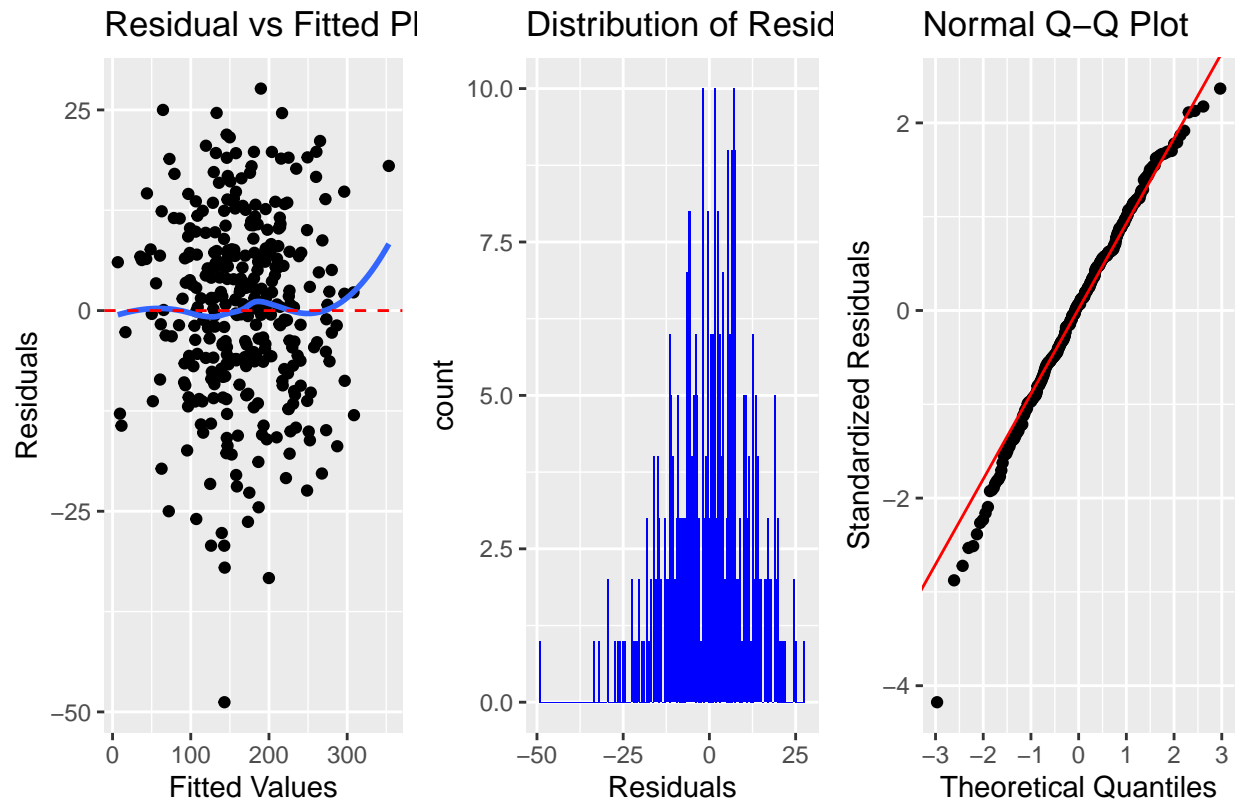 Residual vs Fitted Pl
25
0
−25
−50
Residuals
0 100 200 300
Fitted Values
Distribution of Resid
10.0
7.5
5.0
2.5
0.0
count
−50 −25 0 25
Residuals
Normal Q−Q Plot
2
0
−2
−4
Standardized Residuals
−3 −2 −1 0 1 2 3
Theoretical Quantiles